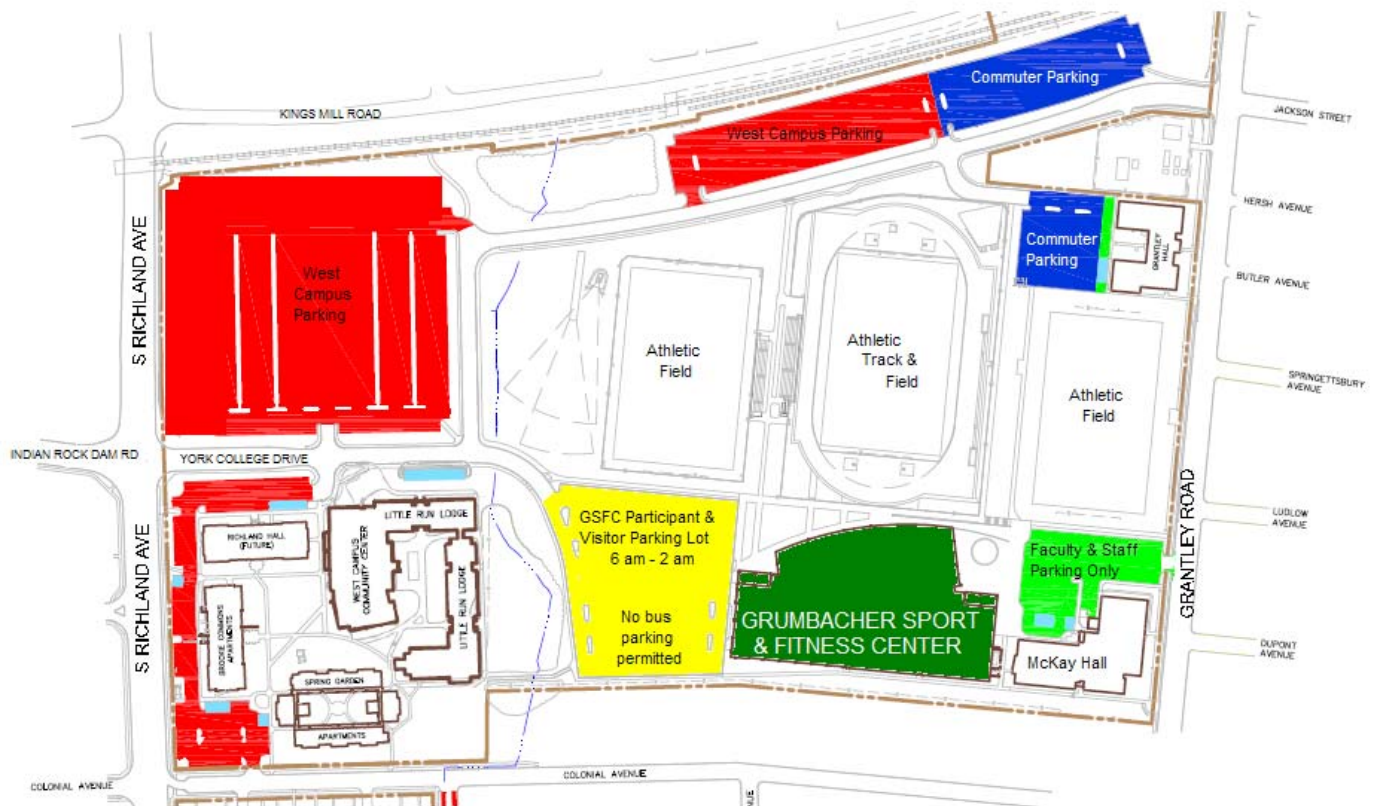 Commuter Parking
JACKSON STREET
KINGS MILL ROAD
West Campus Parking
HERSH AVENUE
Commuter
Parking
GRANTLEY
HALL
BUTLER AVENUE
West
Campus
Parking
S RICHLAND AVE
Athletic
Field
Athletic
Track &
Field
Athletic
Field
SPRINGETTSBURY
AVENUE
INDIAN ROCK DAM RD
YORK COLLEGE DRIVE
GRANTLEY ROAD
LITTLE RUN LODGE
GSFC Participant &
Visitor Parking Lot
6 am - 2 am
LUDLOW
AVENUE
RICHLAND HALL
(FUTURE)
WEST CAMPUS
COMMUNITY CENTER
Faculty & Staff
Parking Only
S RICHLAND AVE
BROOKE COMMONS
APARTMENTS
LITTLE RUN LODGE
No bus
parking
permitted
GRUMBACHER SPORT
& FITNESS CENTER
McKay Hall
DUPONT
AVENUE
SPRING GARDEN
APARTMENTS
COLONIAL AVENUE
COLONIAL AVENUE